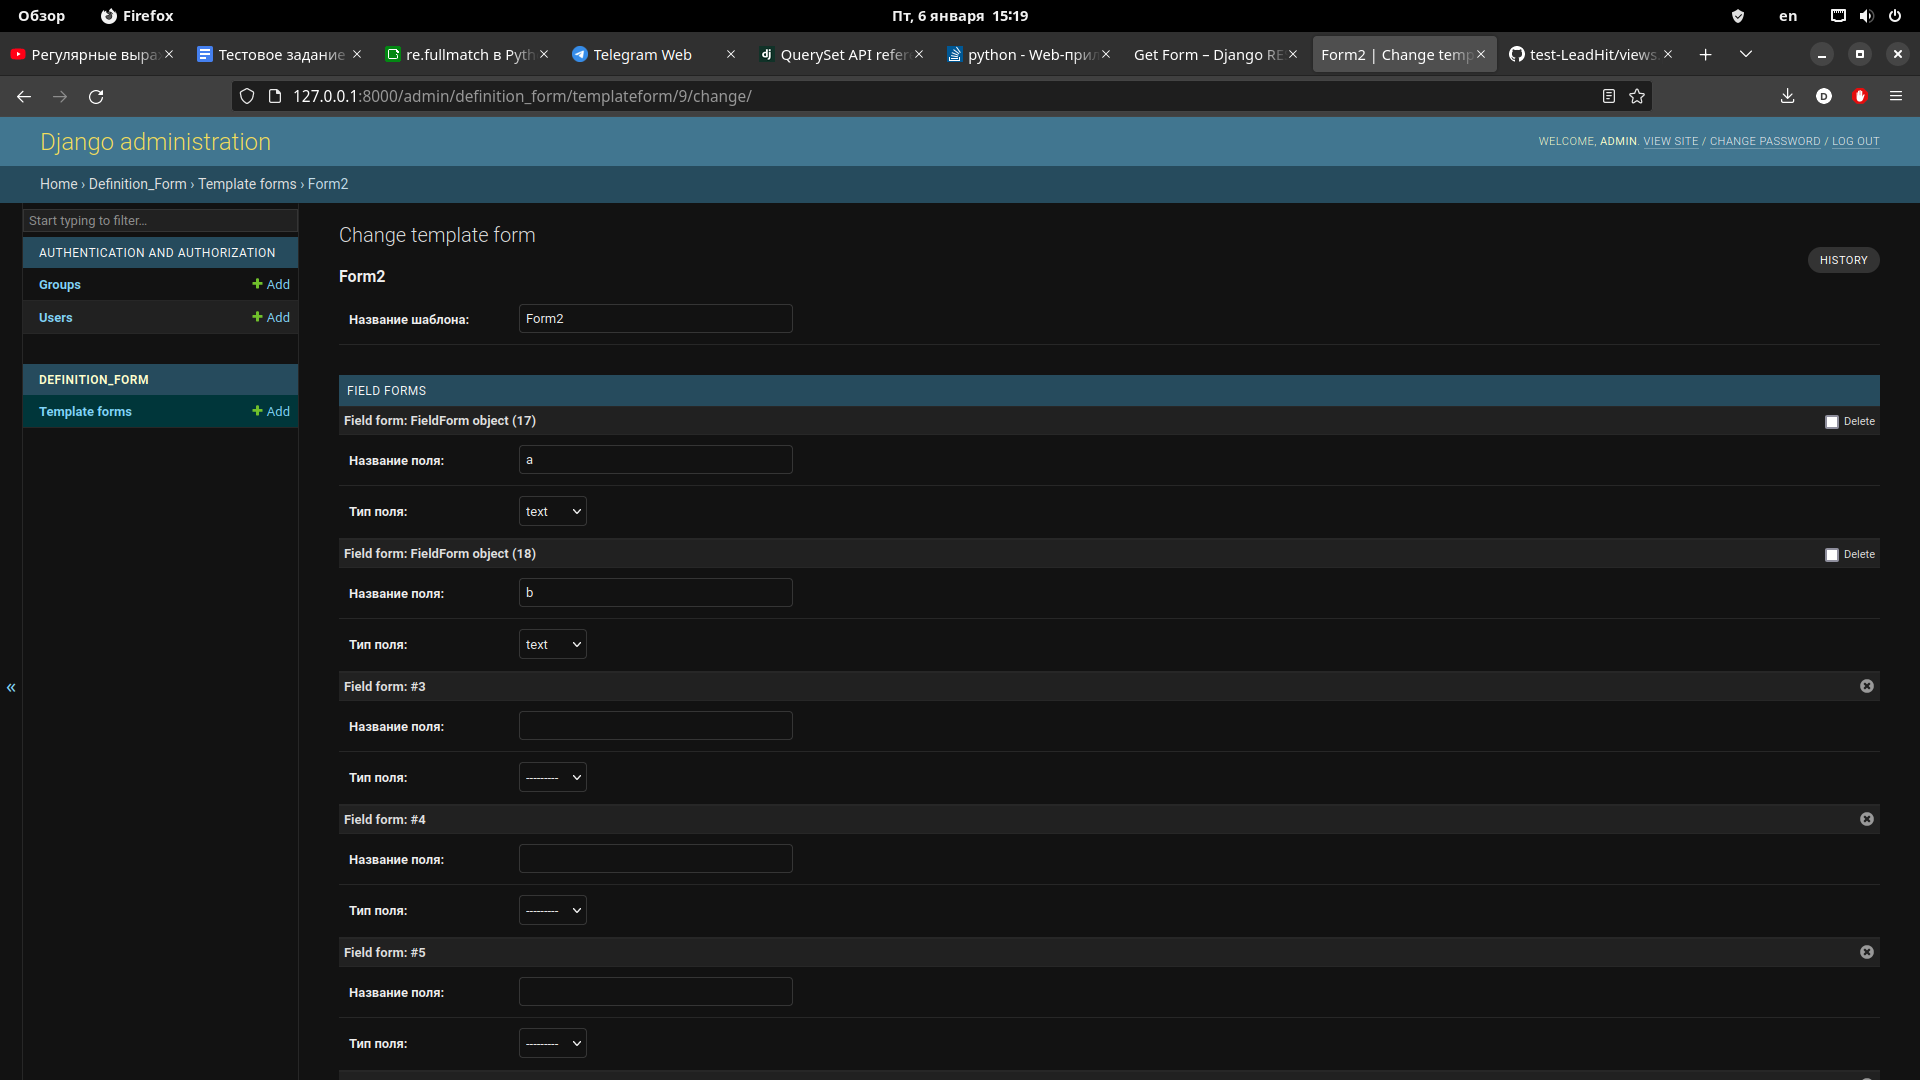 Обзор
Firefox
Пт, 6 января 15:19
en
Регулярные выра
Тестовое задание
re.fullmatch в Pyth
Telegram Web
QuerySet API refere
python - Web-при
Get Form – Django RE
Form2 | Change temp
test-LeadHit/views.
127.0.0.1:8000/admin/definition_form/templateform/9/change/
Django administration
WELCOME, ADMIN. VIEW SITE / CHANGE PASSWORD / LOG OUT
Home › Definition_Form › Template forms › Form2
Start typing to filter...
AUTHENTICATION AND AUTHORIZATION
Groups
Add
Users
Add
DEFINITION_FORM
Template forms
Add
«
Change template form
HISTORY
Form2
Название шаблона:
Form2
FIELD FORMS
Field form: FieldForm object (17)
Delete
Название поля:
a
Тип поля:
text
Field form: FieldForm object (18)
Delete
Название поля:
b
Тип поля:
text
Field form: #3
Название поля:
Тип поля:
---------
Field form: #4
Название поля:
Тип поля:
---------
Field form: #5
Название поля:
Тип поля:
---------